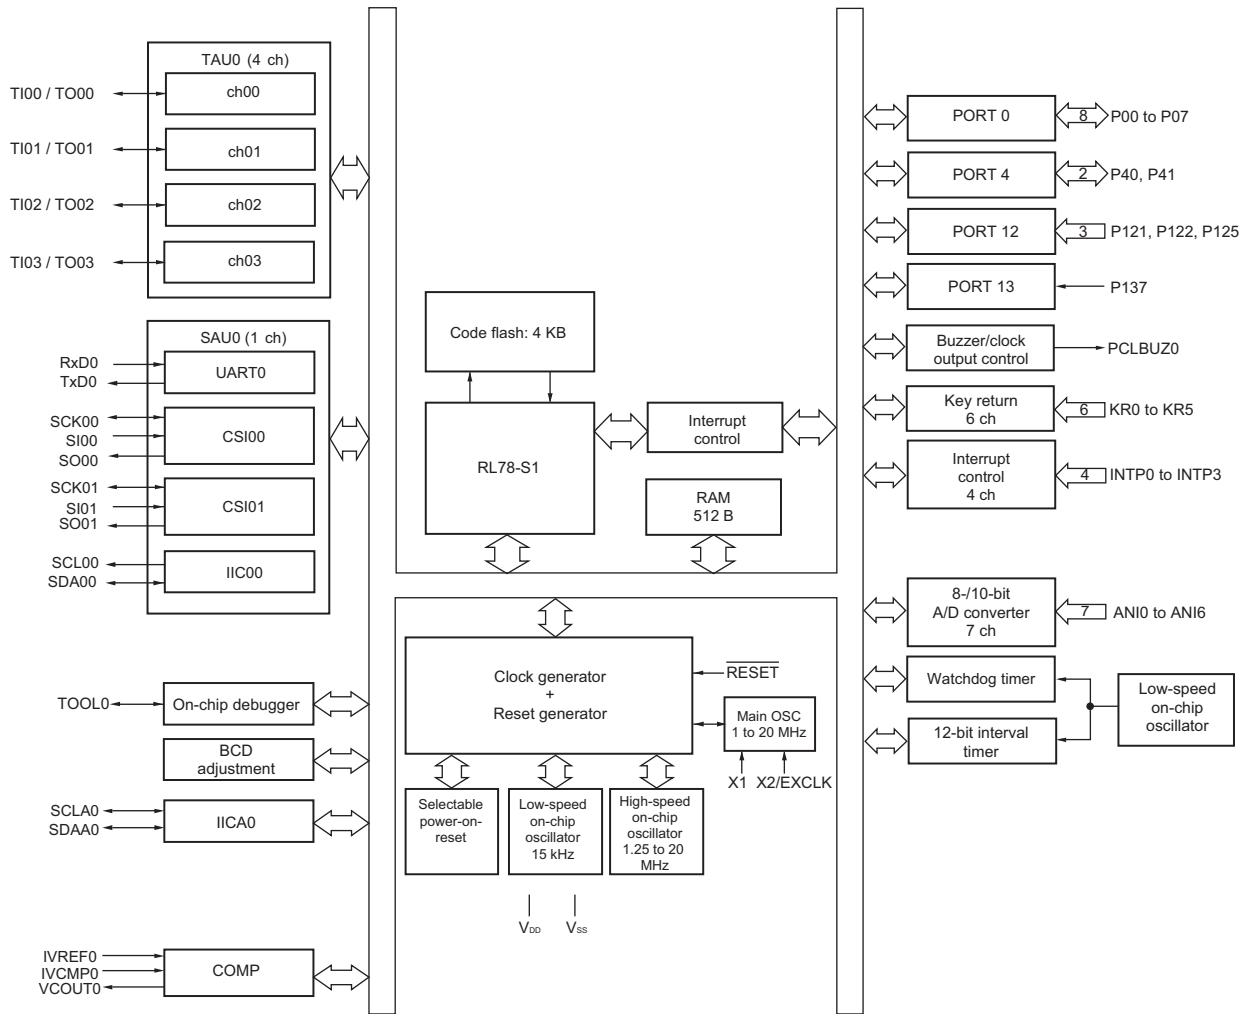 TAU0 (4 ch)
TI00 / TO00
ch00
TI01 / TO01
ch01
TI02 / TO02
ch02
TI03 / TO03
ch03
SAU0 (1 ch)
RxD0
TxD0
UART0
SCK00
SI00
SO00
CSI00
SCK01
SI01
SO01
CSI01
SCL00
SDA00
IIC00
TOOL0
On-chip debugger
BCD
adjustment
SCLA0
SDAA0
IICA0
IVREF0
IVCMP0
VCOUT0
COMP
Code flash: 4 KB
RL78-S1
Interrupt
control
RAM
512 B
Clock generator
+
Reset generator
RESET
Main OSC
1 to 20 MHz
X1
X2/EXCLK
Selectable
power-on-
reset
Low-speed
on-chip
oscillator
15 kHz
High-speed
on-chip
oscillator
1.25 to 20
MHz
VDD
VSS
PORT 0
8
P00 to P07
PORT 4
2
P40, P41
PORT 12
3
P121, P122, P125
PORT 13
P137
Buzzer/clock
output control
PCLBUZ0
Key return
6 ch
6
KR0 to KR5
Interrupt
control
4 ch
4
INTP0 to INTP3
8-/10-bit
A/D converter
7 ch
7
ANI0 to ANI6
Watchdog timer
12-bit interval
timer
Low-speed
on-chip
oscillator